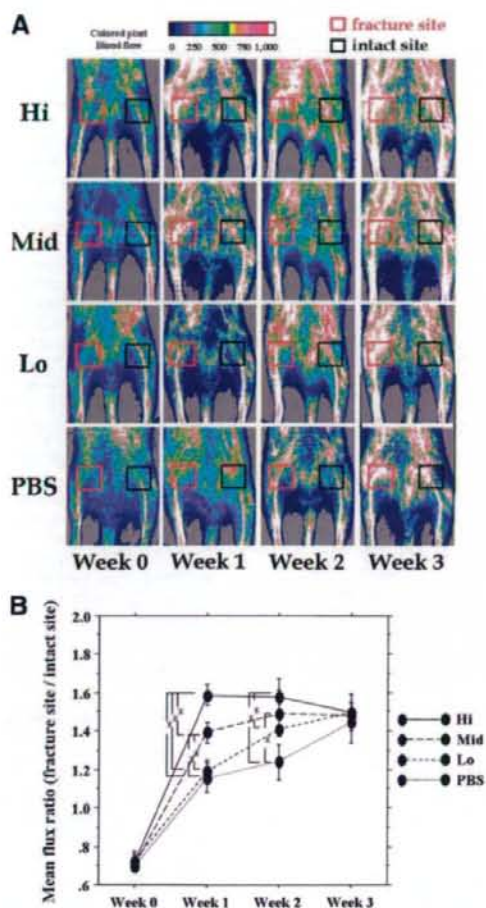 A
Colored pixel
Blood flow
0 250 500 750 1,000
fracture site
intact site
Hi
Mid
Lo
PBS
Week 0 Week 1 Week 2 Week 3
B
Mean flux ratio (fracture site / intact site)
2.0
1.8
1.6
1.4
1.2
1.0
.8
.6
Week 0 Week 1 Week 2 Week 3
Hi
Mid
Lo
PBS